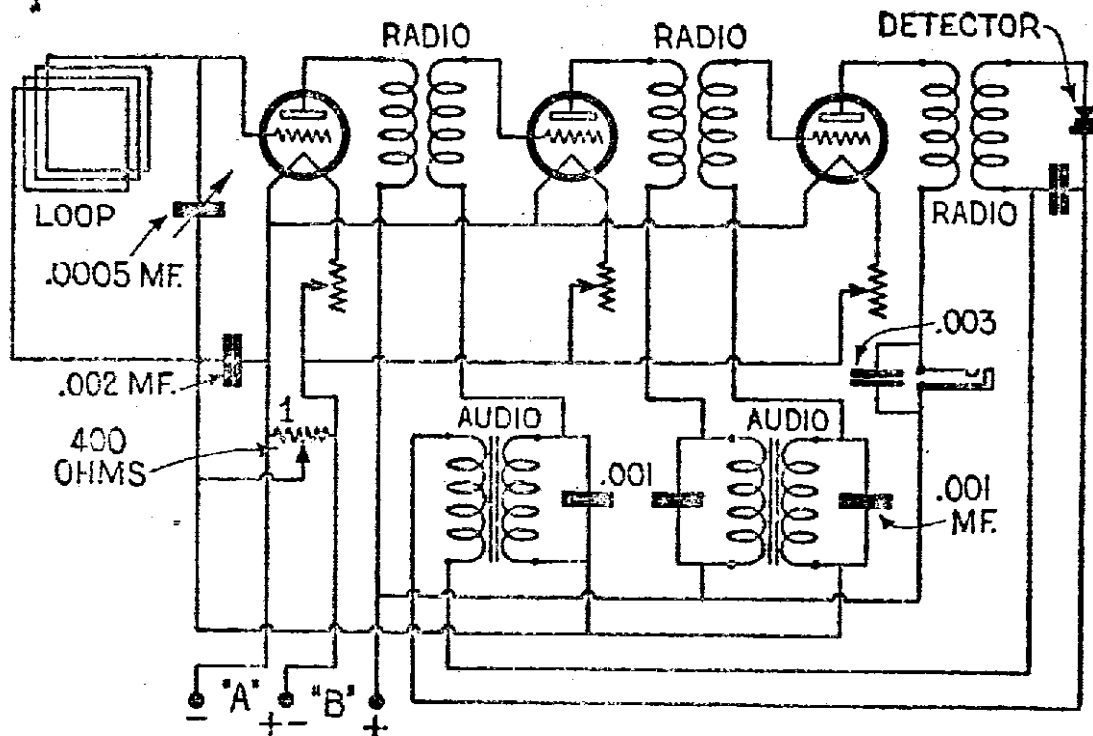 RADIO
RADIO
DETECTOR
LOOP
RADIO
.0005 MF.
.003
.002 MF.
1
400
OHMS
AUDIO
.001
AUDIO
.001
MF.
- "A" + - "B" +